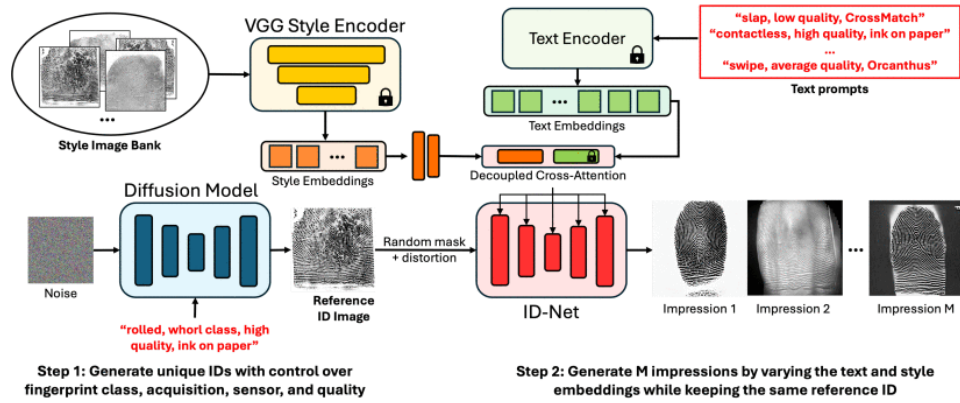 VGG Style Encoder
Text Encoder
“slap, low quality, CrossMatch”
“contactless, high quality, ink on paper”
...
“swipe, average quality, Orcanthus”
Text prompts
...
Style Image Bank
...
Text Embeddings
...
Style Embeddings
Decoupled Cross-Attention
Diffusion Model
Noise
Reference
ID Image
Random mask
+ distortion
ID-Net
...
Impression 1
Impression 2
Impression M
“rolled, whorl class, high
quality, ink on paper”
Step 1: Generate unique IDs with control over
fingerprint class, acquisition, sensor, and quality
Step 2: Generate M impressions by varying the text and style
embeddings while keeping the same reference ID